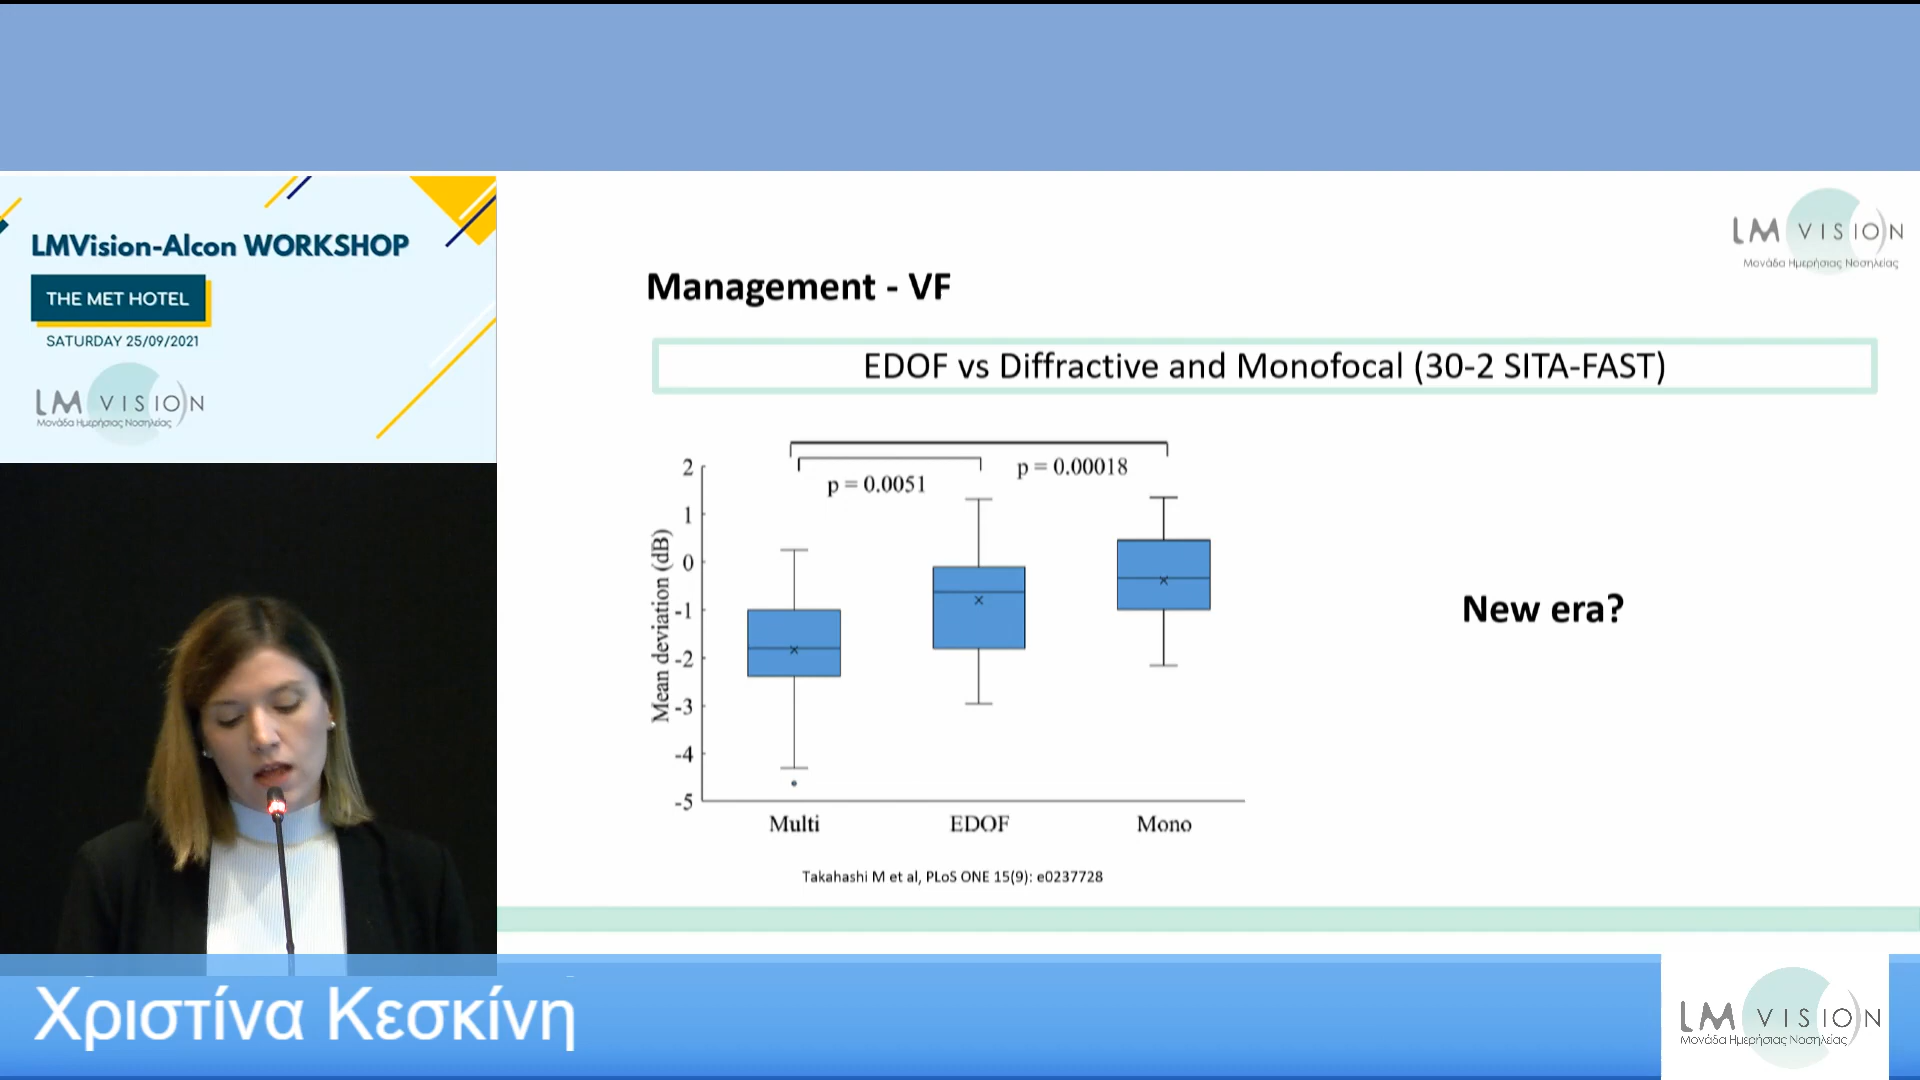 LMVision-Alcon WORKSHOP
THE MET HOTEL
SATURDAY 25/09/2021
LM VISION
Μονάδα Ημερήσιας Νοσηλείας
LM VISION
Μονάδα Ημερήσιας Νοσηλείας
Management - VF
EDOF vs Diffractive and Monofocal (30-2 SITA-FAST)
p = 0.0051
p = 0.00018
Mean deviation (dB)
2
1
0
-1
-2
-3
-4
-5
Multi
EDOF
Mono
New era?
Takahashi M et al, PLoS ONE 15(9): e0237728
Χριστίνα Κεσκίνη
LM VISION
Μονάδα Ημερήσιας Νοσηλείας